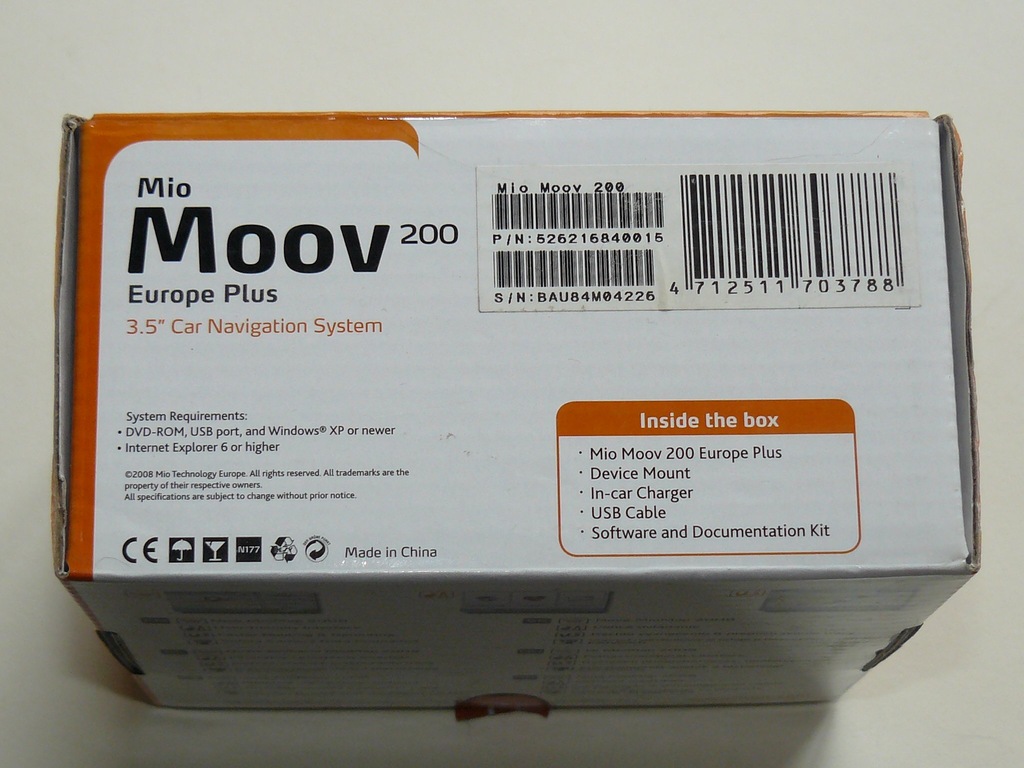 Mio
Moov 200
Europe Plus
3.5” Car Navigation System
Mio Moov 200
P/N:526216840015
S/N:BAU84M04226
4 712511 703788
System Requirements:
• DVD-ROM, USB port, and Windows® XP or newer
• Internet Explorer 6 or higher
©2008 Mio Technology Europe. All rights reserved. All trademarks are the
property of their respective owners.
All specifications are subject to change without prior notice.
CE N177 Made in China
Inside the box
· Mio Moov 200 Europe Plus
· Device Mount
· In-car Charger
· USB Cable
· Software and Documentation Kit